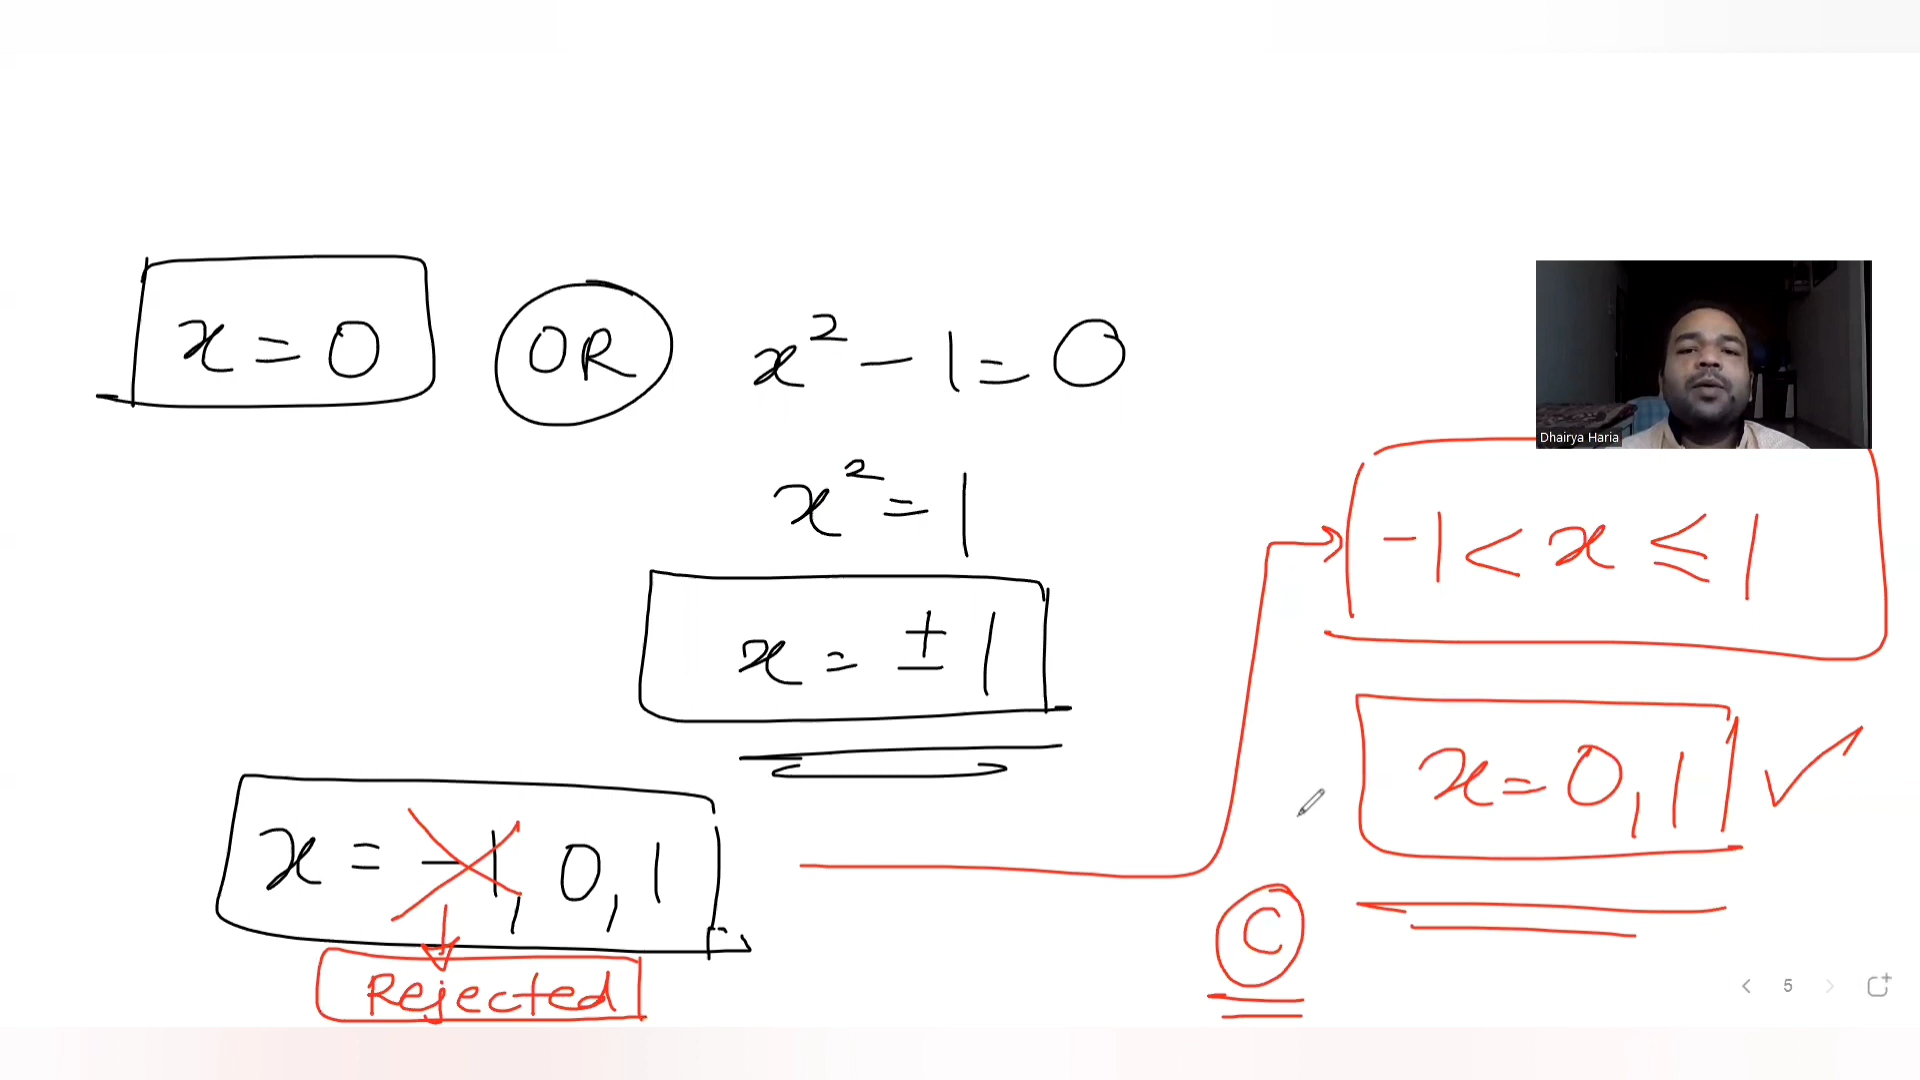 x = 0 OR x² - 1 = 0
Dhairya Haria
x² = 1
-1 < x ≤ 1
x = ± 1
x = 0, 1 ✓
x = -1, 0, 1
C
Rejected
5